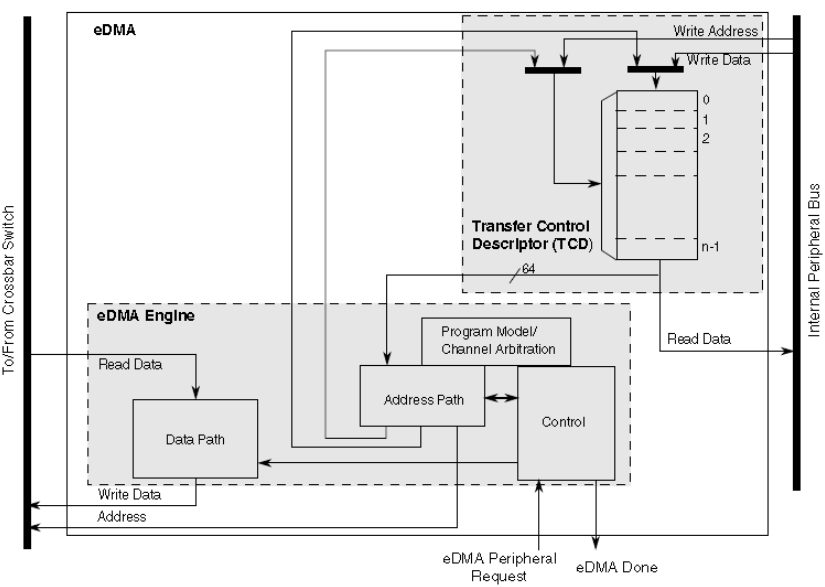 eDMA
Write Address
Write Data
0
1
2
n-1
Transfer Control
Descriptor (TCD)
64
To/From Crossbar Switch
Internal Peripheral Bus
eDMA Engine
Program Model/
Channel Arbitration
Read Data
Read Data
Address Path
Control
Data Path
Write Data
Address
eDMA Peripheral
Request
eDMA Done